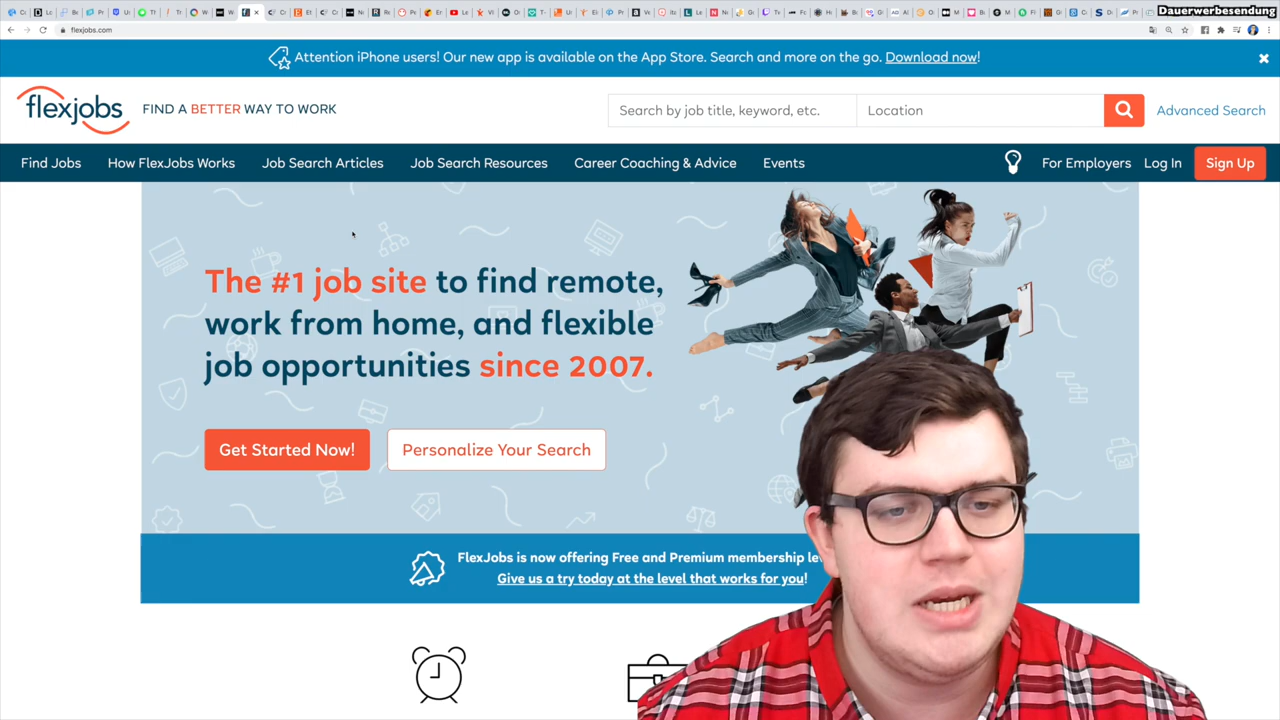 Dauerwerbesendung
flexjobs.com
Attention iPhone users! Our new app is available on the App Store. Search and more on the go. Download now!
flexjobs
FIND A BETTER WAY TO WORK
Search by job title, keyword, etc.
Location
Advanced Search
Find Jobs
How FlexJobs Works
Job Search Articles
Job Search Resources
Career Coaching & Advice
Events
For Employers
Log In
Sign Up
The #1 job site to find remote,
work from home, and flexible
job opportunities since 2007.
Get Started Now!
Personalize Your Search
FlexJobs is now offering Free and Premium membership
Give us a try today at the level that works for you!